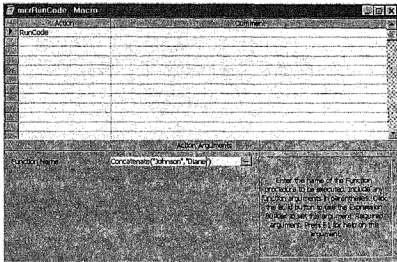 mcrRunCode : Macro
Action Comment
RunCode
Action Arguments
Function Name Concatenate("Johnson","Diane")
Enter the name of the Function
procedure to be executed. Include any
function arguments in parentheses. Click
the build button to use the Expression
Builder to set this argument. Required
argument. Press F1 for help on this
argument.